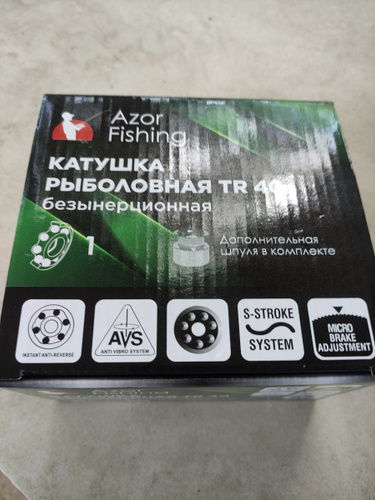 Azor
Fishing
КАТУШКА
РЫБОЛОВНАЯ TR
безынерционная
1
Дополнительная
шпуля в комплекте
INSTANT ANTI-REVERSE
AVS
ANTI VIBRO SYSTEM
S-STROKE
SYSTEM
MICRO
BRAKE
ADJUSTMENT
Azor